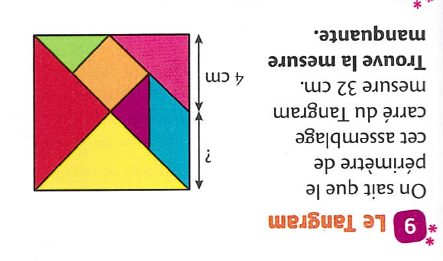 ** 9 Le Tangram
On sait que le
périmètre de
cet assemblage
carré du Tangram
mesure 32 cm.
Trouve la mesure
manquante.
?
4 cm
*